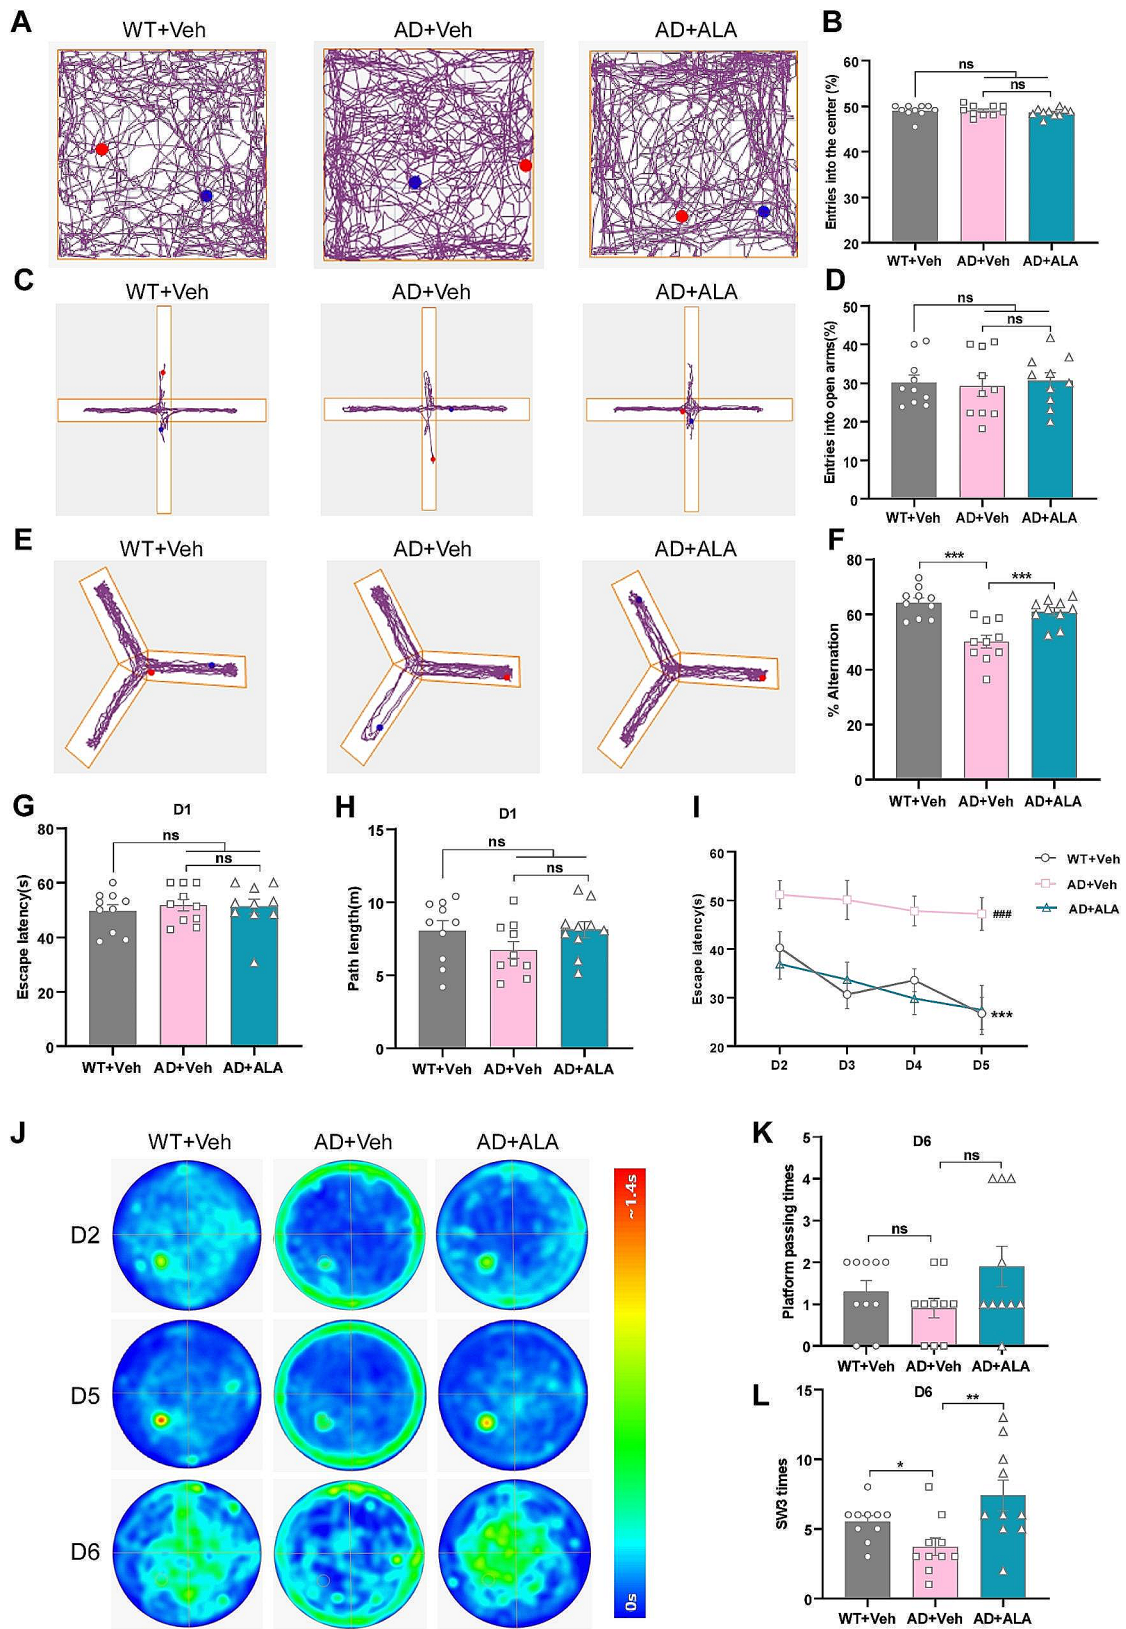 A
WT+Veh
AD+Veh
AD+ALA
B
Entries into the center (%)
60
50
40
30
20
ns
ns
WT+Veh
AD+Veh
AD+ALA
C
WT+Veh
AD+Veh
AD+ALA
D
Entries into open arms(%)
50
40
30
20
10
0
ns
ns
WT+Veh
AD+Veh
AD+ALA
E
WT+Veh
AD+Veh
AD+ALA
F
% Alternation
80
60
40
20
0
***
***
WT+Veh
AD+Veh
AD+ALA
G
D1
Escape latency(s)
80
60
40
20
0
ns
ns
WT+Veh
AD+Veh
AD+ALA
H
D1
Path length(m)
15
10
5
0
ns
ns
WT+Veh
AD+Veh
AD+ALA
I
Escape latency(s)
60
50
40
30
20
D2
D3
D4
D5
###
***
WT+Veh
AD+Veh
AD+ALA
J
WT+Veh
AD+Veh
AD+ALA
D2
D5
D6
~1.4s
0s
K
D6
Platform passing times
5
4
3
2
1
0
ns
ns
WT+Veh
AD+Veh
AD+ALA
L
D6
SW3 times
15
10
5
0
*
**
WT+Veh
AD+Veh
AD+ALA